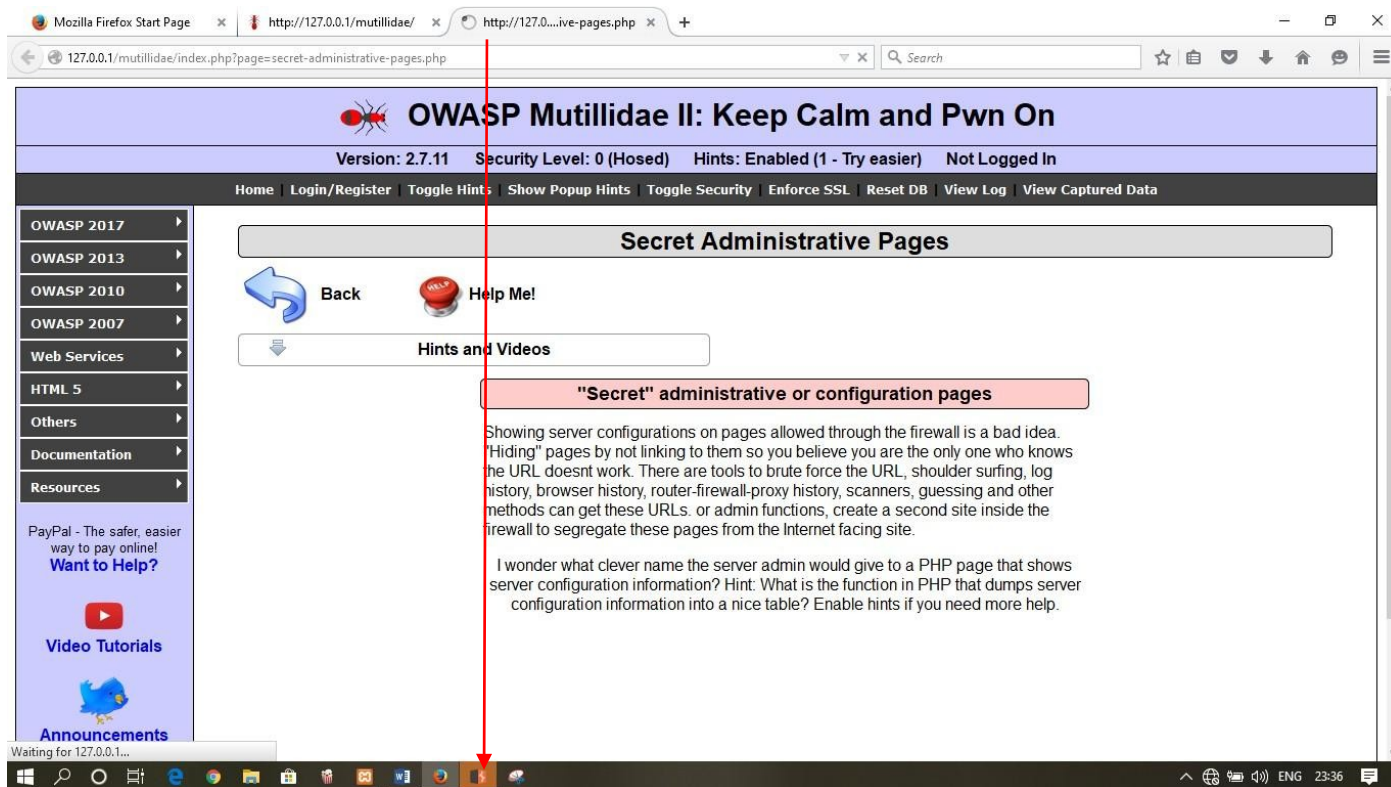 Mozilla Firefox Start Page
http://127.0.0.1/mutillidae/
http://127.0....ive-pages.php
127.0.0.1/mutillidae/index.php?page=secret-administrative-pages.php
Search
OWASP Mutillidae II: Keep Calm and Pwn On
Version: 2.7.11 Security Level: 0 (Hosed) Hints: Enabled (1 - Try easier) Not Logged In
Home | Login/Register | Toggle Hints | Show Popup Hints | Toggle Security | Enforce SSL | Reset DB | View Log | View Captured Data
OWASP 2017
OWASP 2013
OWASP 2010
OWASP 2007
Web Services
HTML 5
Others
Documentation
Resources
PayPal - The safer, easier
way to pay online!
Want to Help?
Video Tutorials
Announcements
Secret Administrative Pages
Back
HELP
Help Me!
Hints and Videos
"Secret" administrative or configuration pages
Showing server configurations on pages allowed through the firewall is a bad idea.
"Hiding" pages by not linking to them so you believe you are the only one who knows
the URL doesnt work. There are tools to brute force the URL, shoulder surfing, log
history, browser history, router-firewall-proxy history, scanners, guessing and other
methods can get these URLs. or admin functions, create a second site inside the
firewall to segregate these pages from the Internet facing site.
I wonder what clever name the server admin would give to a PHP page that shows
server configuration information? Hint: What is the function in PHP that dumps server
configuration information into a nice table? Enable hints if you need more help.
Waiting for 127.0.0.1...
ENG 23:36